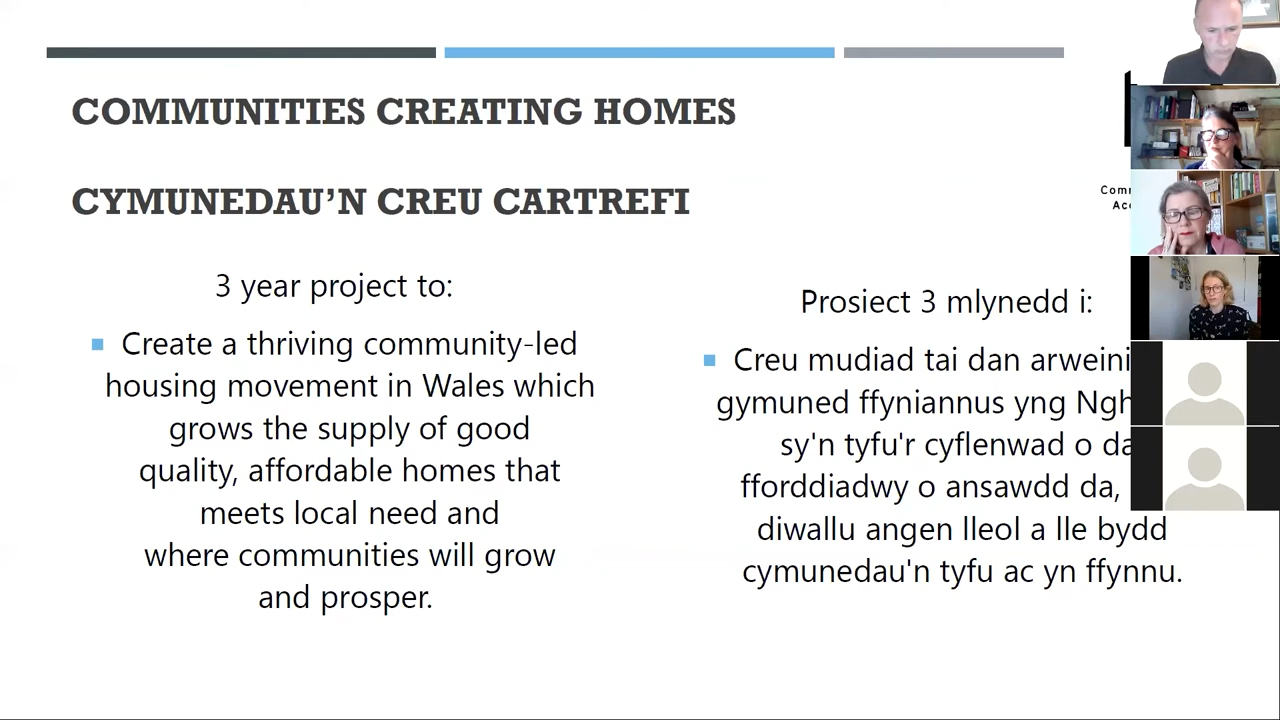 COMMUNITIES CREATING HOMES
CYMUNEDAU’N CREU CARTREFI
3 year project to:
Create a thriving community-led
housing movement in Wales which
grows the supply of good
quality, affordable homes that
meets local need and
where communities will grow
and prosper.
Prosiect 3 mlynedd i:
Creu mudiad tai dan
gymuned ffyniannus yng
sy'n tyfu'r cyflenwad o
fforddiadwy o ansawdd da,
diwallu angen lleol a lle bydd
cymunedau'n tyfu ac yn ffynnu.